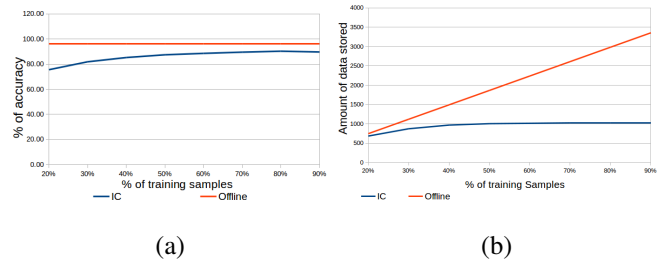 120.00
100.00
80.00
60.00
40.00
20.00
0.00
% of accuracy
20% 30% 40% 50% 60% 70% 80% 90%
% of training samples
IC Offline
(a)
4000
3500
3000
2500
2000
1500
1000
500
0
Amount of data stored
20% 30% 40% 50% 60% 70% 80% 90%
% of training Samples
IC Offline
(b)